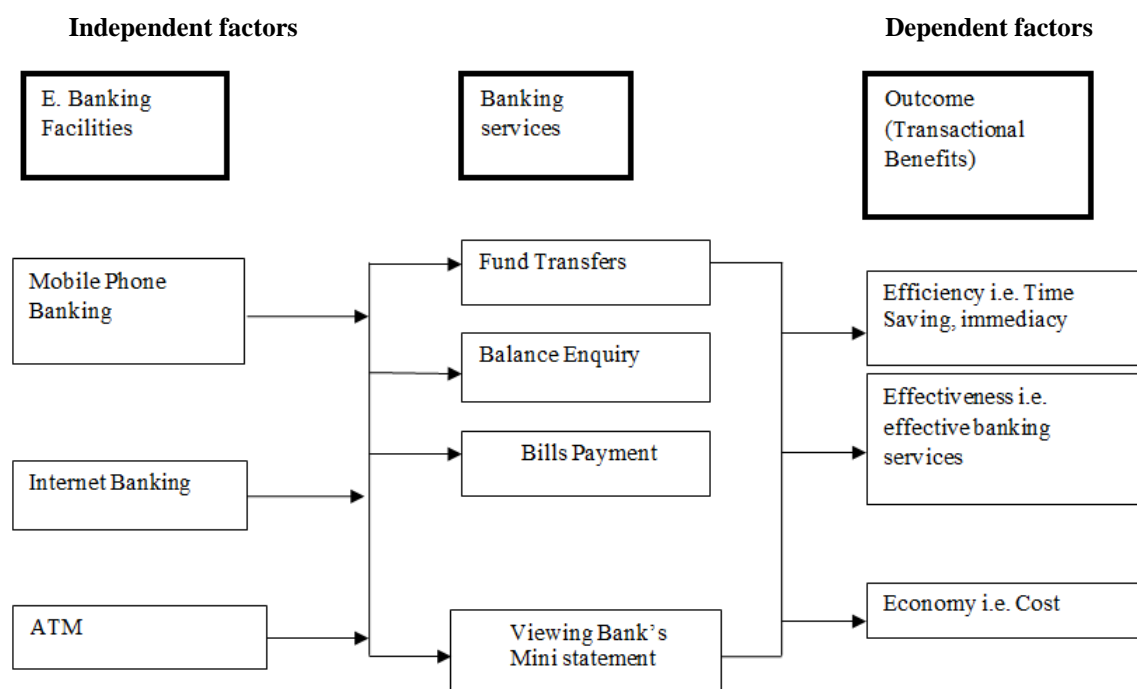 Independent factors
Dependent factors
E. Banking
Facilities
Banking
services
Outcome
(Transactional
Benefits)
Mobile Phone
Banking
Internet Banking
ATM
Fund Transfers
Balance Enquiry
Bills Payment
Viewing Bank’s
Mini statement
Efficiency i.e. Time
Saving, immediacy
Effectiveness i.e.
effective banking
services
Economy i.e. Cost